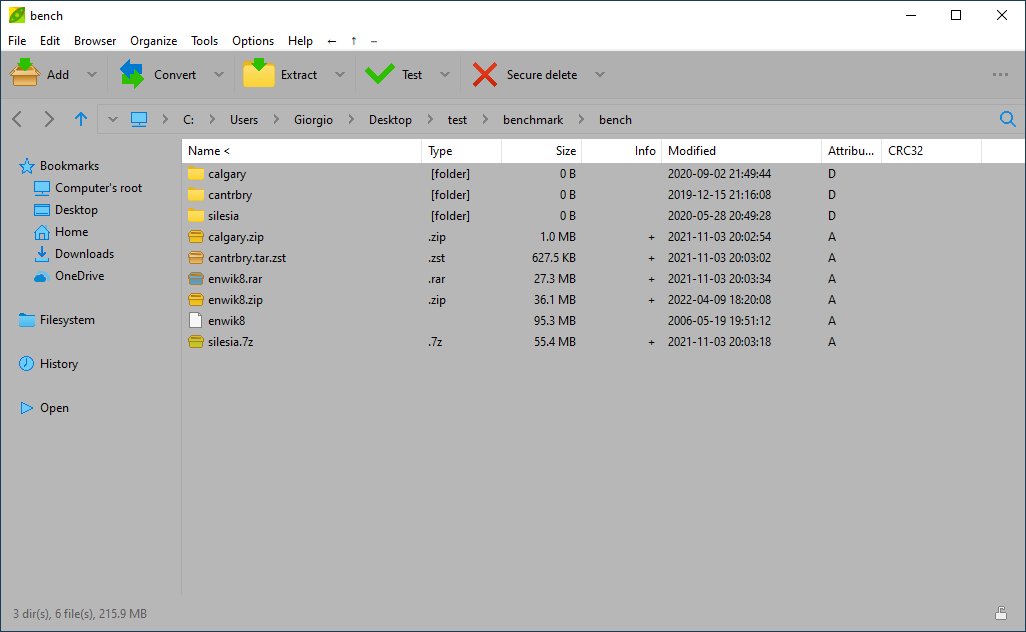 bench
File Edit Browser Organize Tools Options Help ← ↑ –
Add Convert Extract Test Secure delete ...
C: Users Giorgio Desktop test benchmark bench
Bookmarks
Computer's root
Desktop
Home
Downloads
OneDrive
Filesystem
History
Open
Name < Type Size Info Modified Attribu... CRC32
calgary [folder] 0 B 2020-09-02 21:49:44 D
cantrbry [folder] 0 B 2019-12-15 21:16:08 D
silesia [folder] 0 B 2020-05-28 20:49:28 D
calgary.zip .zip 1.0 MB + 2021-11-03 20:02:54 A
cantrbry.tar.zst .zst 627.5 KB + 2021-11-03 20:03:02 A
enwik8.rar .rar 27.3 MB + 2021-11-03 20:03:34 A
enwik8.zip .zip 36.1 MB + 2022-04-09 18:20:08 A
enwik8 95.3 MB 2006-05-19 19:51:12 A
silesia.7z .7z 55.4 MB + 2021-11-03 20:03:18 A
3 dir(s), 6 file(s), 215.9 MB